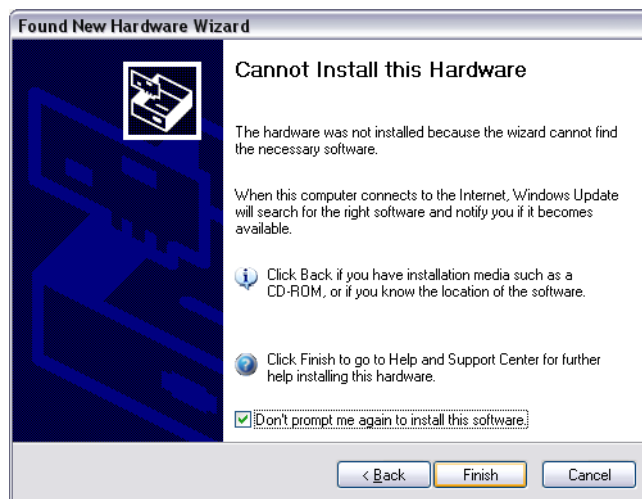 Found New Hardware Wizard
Cannot Install this Hardware
The hardware was not installed because the wizard cannot find
the necessary software.
When this computer connects to the Internet, Windows Update
will search for the right software and notify you if it becomes
available.
Click Back if you have installation media such as a
CD-ROM, or if you know the location of the software.
Click Finish to go to Help and Support Center for further
help installing this hardware.
Don't prompt me again to install this software.
< Back Finish Cancel